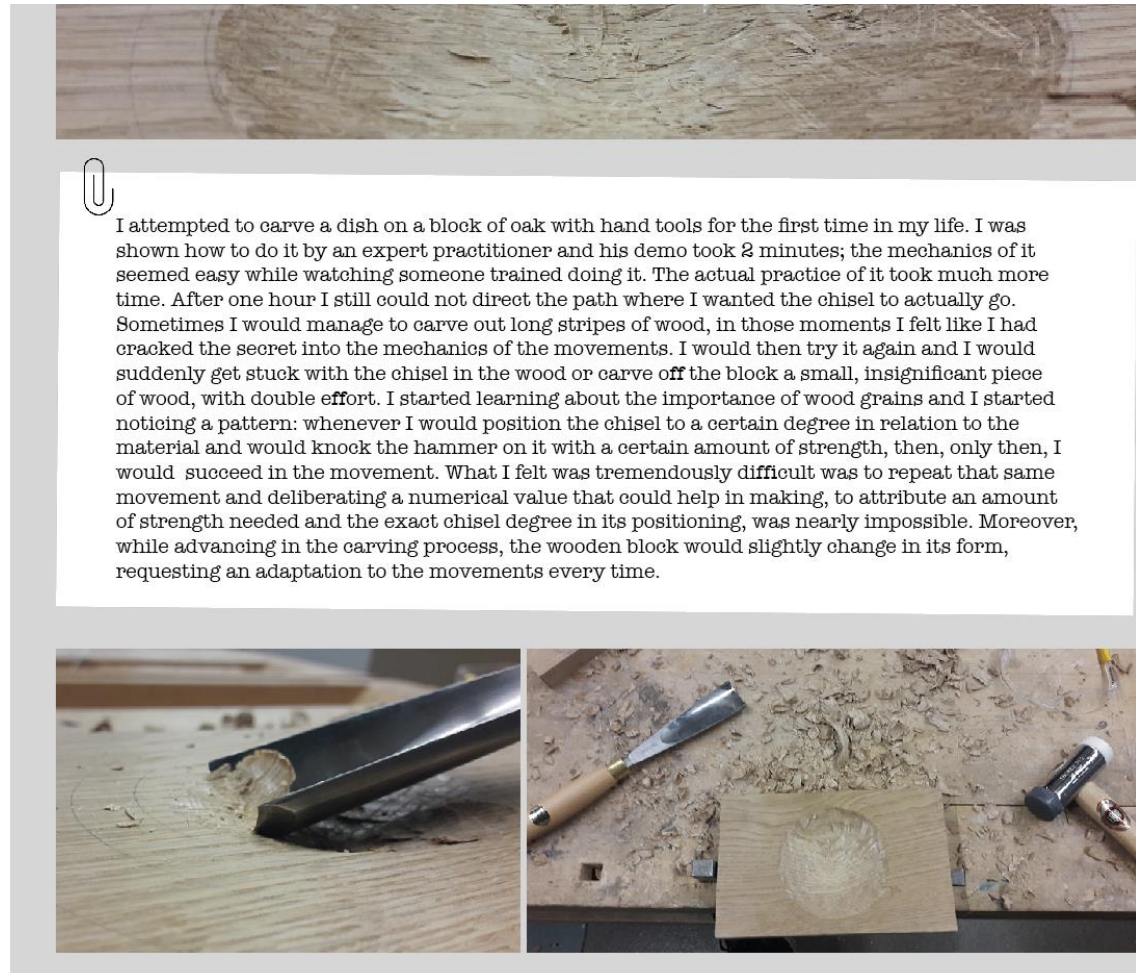 I attempted to carve a dish on a block of oak with hand tools for the first time in my life. I was
shown how to do it by an expert practitioner and his demo took 2 minutes; the mechanics of it
seemed easy while watching someone trained doing it. The actual practice of it took much more
time. After one hour I still could not direct the path where I wanted the chisel to actually go.
Sometimes I would manage to carve out long stripes of wood, in those moments I felt like I had
cracked the secret into the mechanics of the movements. I would then try it again and I would
suddenly get stuck with the chisel in the wood or carve off the block a small, insignificant piece
of wood, with double effort. I started learning about the importance of wood grains and I started
noticing a pattern: whenever I would position the chisel to a certain degree in relation to the
material and would knock the hammer on it with a certain amount of strength, then, only then, I
would  succeed in the movement. What I felt was tremendously difficult was to repeat that same
movement and deliberating a numerical value that could help in making, to attribute an amount
of strength needed and the exact chisel degree in its positioning, was nearly impossible. Moreover,
while advancing in the carving process, the wooden block would slightly change in its form,
requesting an adaptation to the movements every time.